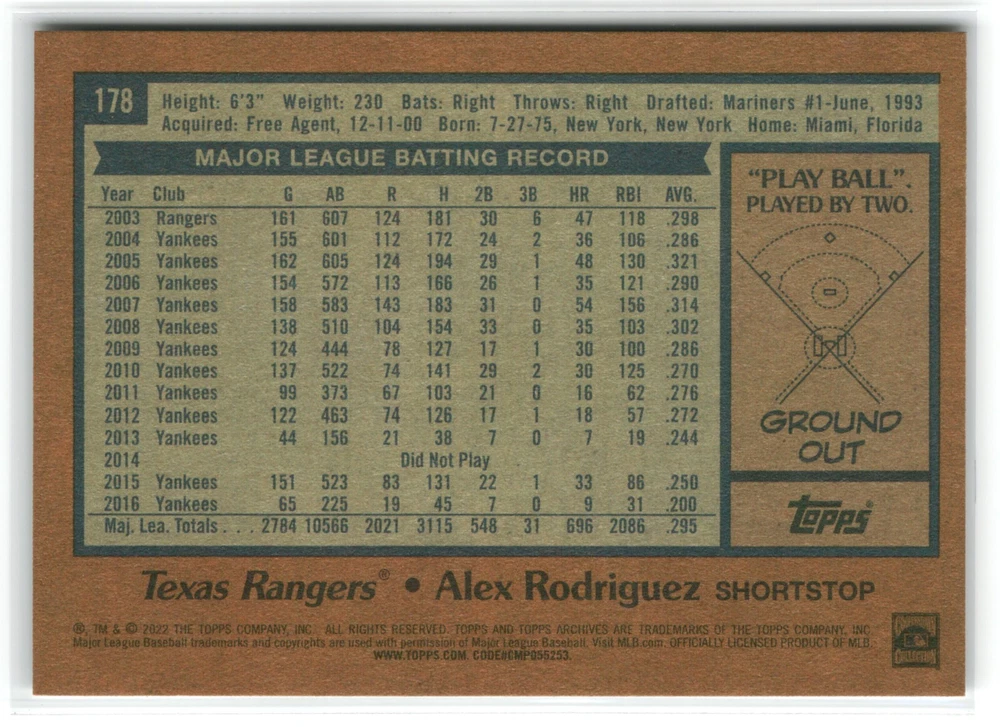 178
Height: 6'3" Weight: 230 Bats: Right Throws: Right Drafted: Mariners #1-June, 1993
Acquired: Free Agent, 12-11-00 Born: 7-27-75, New York, New York Home: Miami, Florida
MAJOR LEAGUE BATTING RECORD
Year Club G AB R H 2B 3B HR RBI AVG.
2003 Rangers 161 607 124 181 30 6 47 118 .298
2004 Yankees 155 601 112 172 24 2 36 106 .286
2005 Yankees 162 605 124 194 29 1 48 130 .321
2006 Yankees 154 572 113 166 26 1 35 121 .290
2007 Yankees 158 583 143 183 31 0 54 156 .314
2008 Yankees 138 510 104 154 33 0 35 103 .302
2009 Yankees 124 444 78 127 17 1 30 100 .286
2010 Yankees 137 522 74 141 29 2 30 125 .270
2011 Yankees 99 373 67 103 21 0 16 62 .276
2012 Yankees 122 463 74 126 17 1 18 57 .272
2013 Yankees 44 156 21 38 7 0 7 19 .244
2014 Did Not Play
2015 Yankees 151 523 83 131 22 1 33 86 .250
2016 Yankees 65 225 19 45 7 0 9 31 .200
Maj. Lea. Totals . . . . 2784 10566 2021 3115 548 31 696 2086 .295
"PLAY BALL".
PLAYED BY TWO.
GROUND
OUT
Topps®
Texas Rangers® • Alex Rodriguez SHORTSTOP
®, TM & © 2022 THE TOPPS COMPANY, INC. ALL RIGHTS RESERVED. TOPPS AND TOPPS ARCHIVES ARE TRADEMARKS OF THE TOPPS COMPANY, INC.
Major League Baseball trademarks and copyrights are used with permission of Major League Baseball. Visit MLB.com. OFFICIALLY LICENSED PRODUCT OF MLB.
WWW.TOPPS.COM. CODE#CMP055253.
COLLECTION